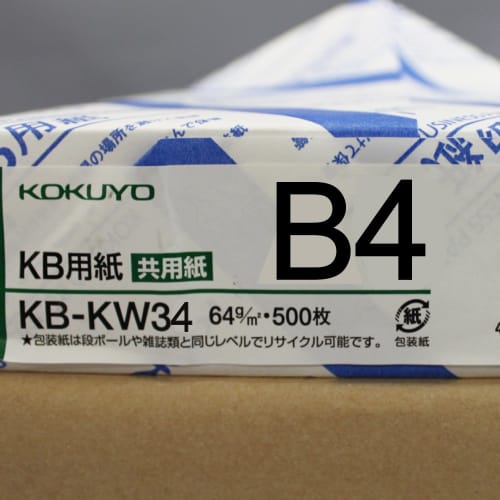 KOKUYO
B4
KB用紙 共用紙
KB-KW34 64g/m²・500枚
紙
包装紙
★包装紙は段ボールや雑誌類と同じレベルでリサイクル可能です。